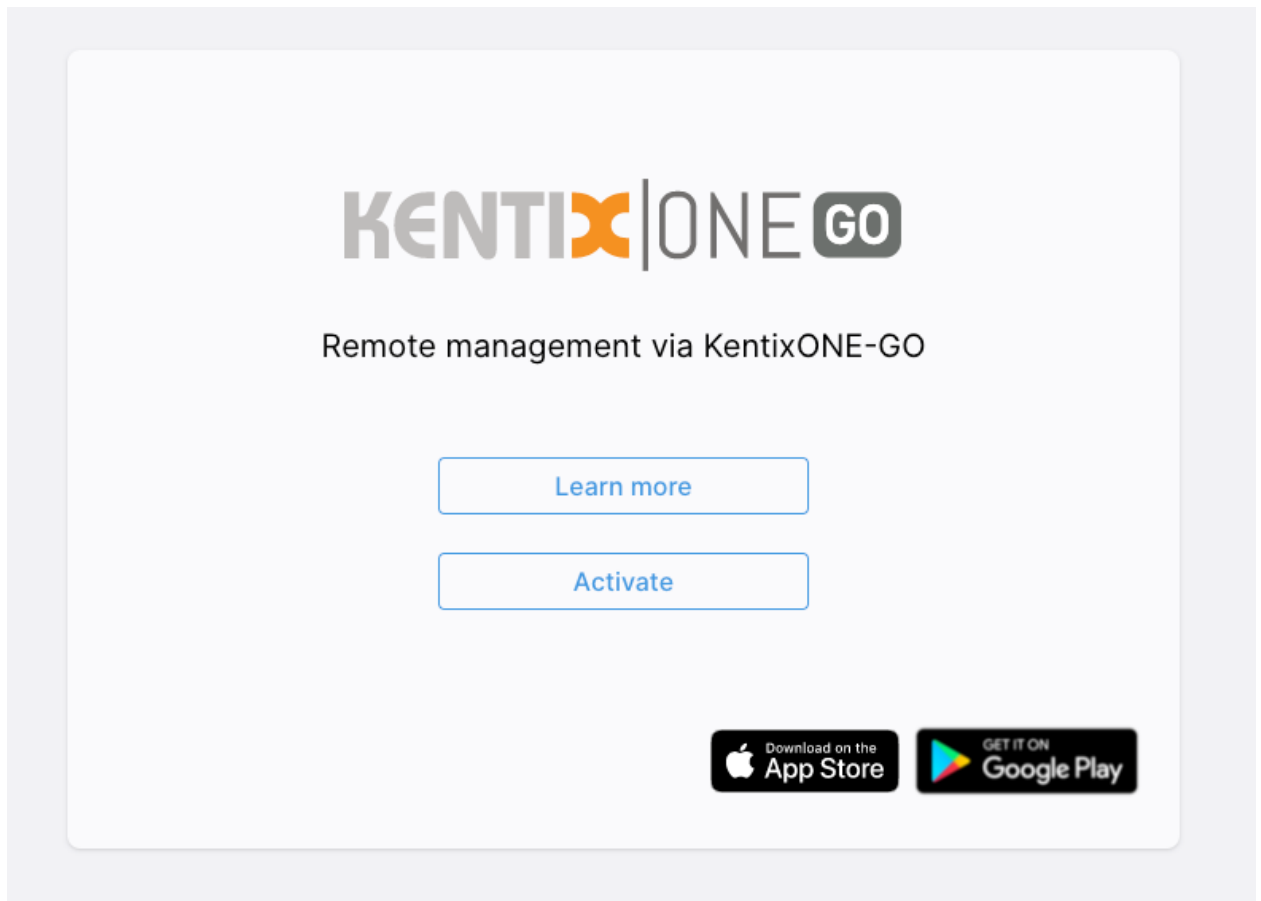 KENTIX|ONE GO
Remote management via KentixONE-GO
Learn more
Activate
Download on the
App Store
GET IT ON
Google Play